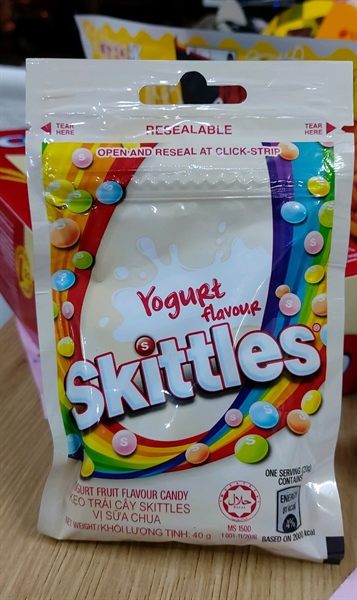 TEAR HERE
RESEALABLE
TEAR HERE
OPEN AND RESEAL AT CLICK-STRIP
Yogurt
flavour
Skittles®
URT FRUIT FLAVOUR CANDY
KẸO TRÁI CÂY SKITTLES
VỊ SỮA CHUA
NET WEIGHT/KHỐI LƯỢNG TỊNH: 40 g
حلال
MS 1500
ONE SERVING (20g)
CONTAINS
ENERGY
4%
BASED ON 2000 kcal